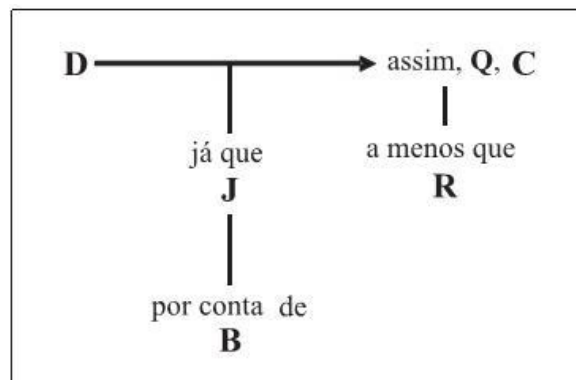 D assim, Q, C
já que a menos que
J R
por conta de
B